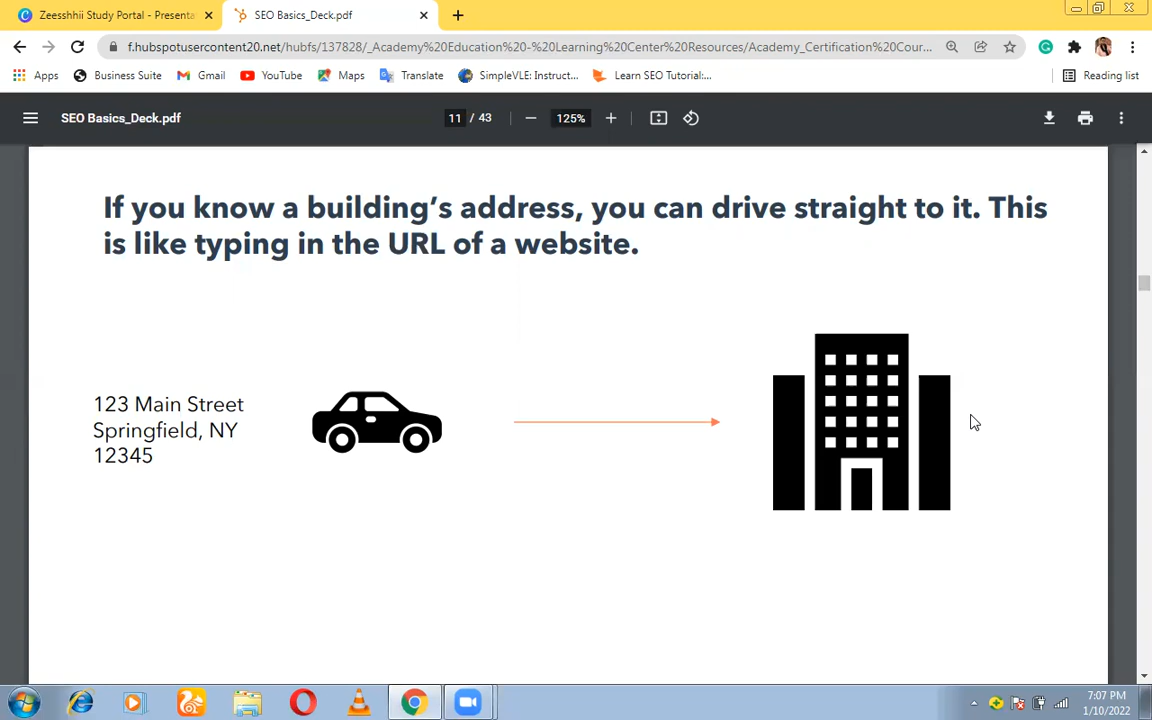 Zeesshhii Study Portal - Presenta
SEO Basics_Deck.pdf
f.hubspotusercontent20.net/hubfs/137828/_Academy%20Education%20-%20Learning%20Center%20Resources/Academy_Certification%20Cour...
Apps
Business Suite
Gmail
YouTube
Maps
Translate
SimpleVLE: Instruct...
Learn SEO Tutorial:...
Reading list
SEO Basics_Deck.pdf
11 / 43
125%
If you know a building's address, you can drive straight to it. This
is like typing in the URL of a website.
123 Main Street
Springfield, NY
12345
7:07 PM
1/10/2022